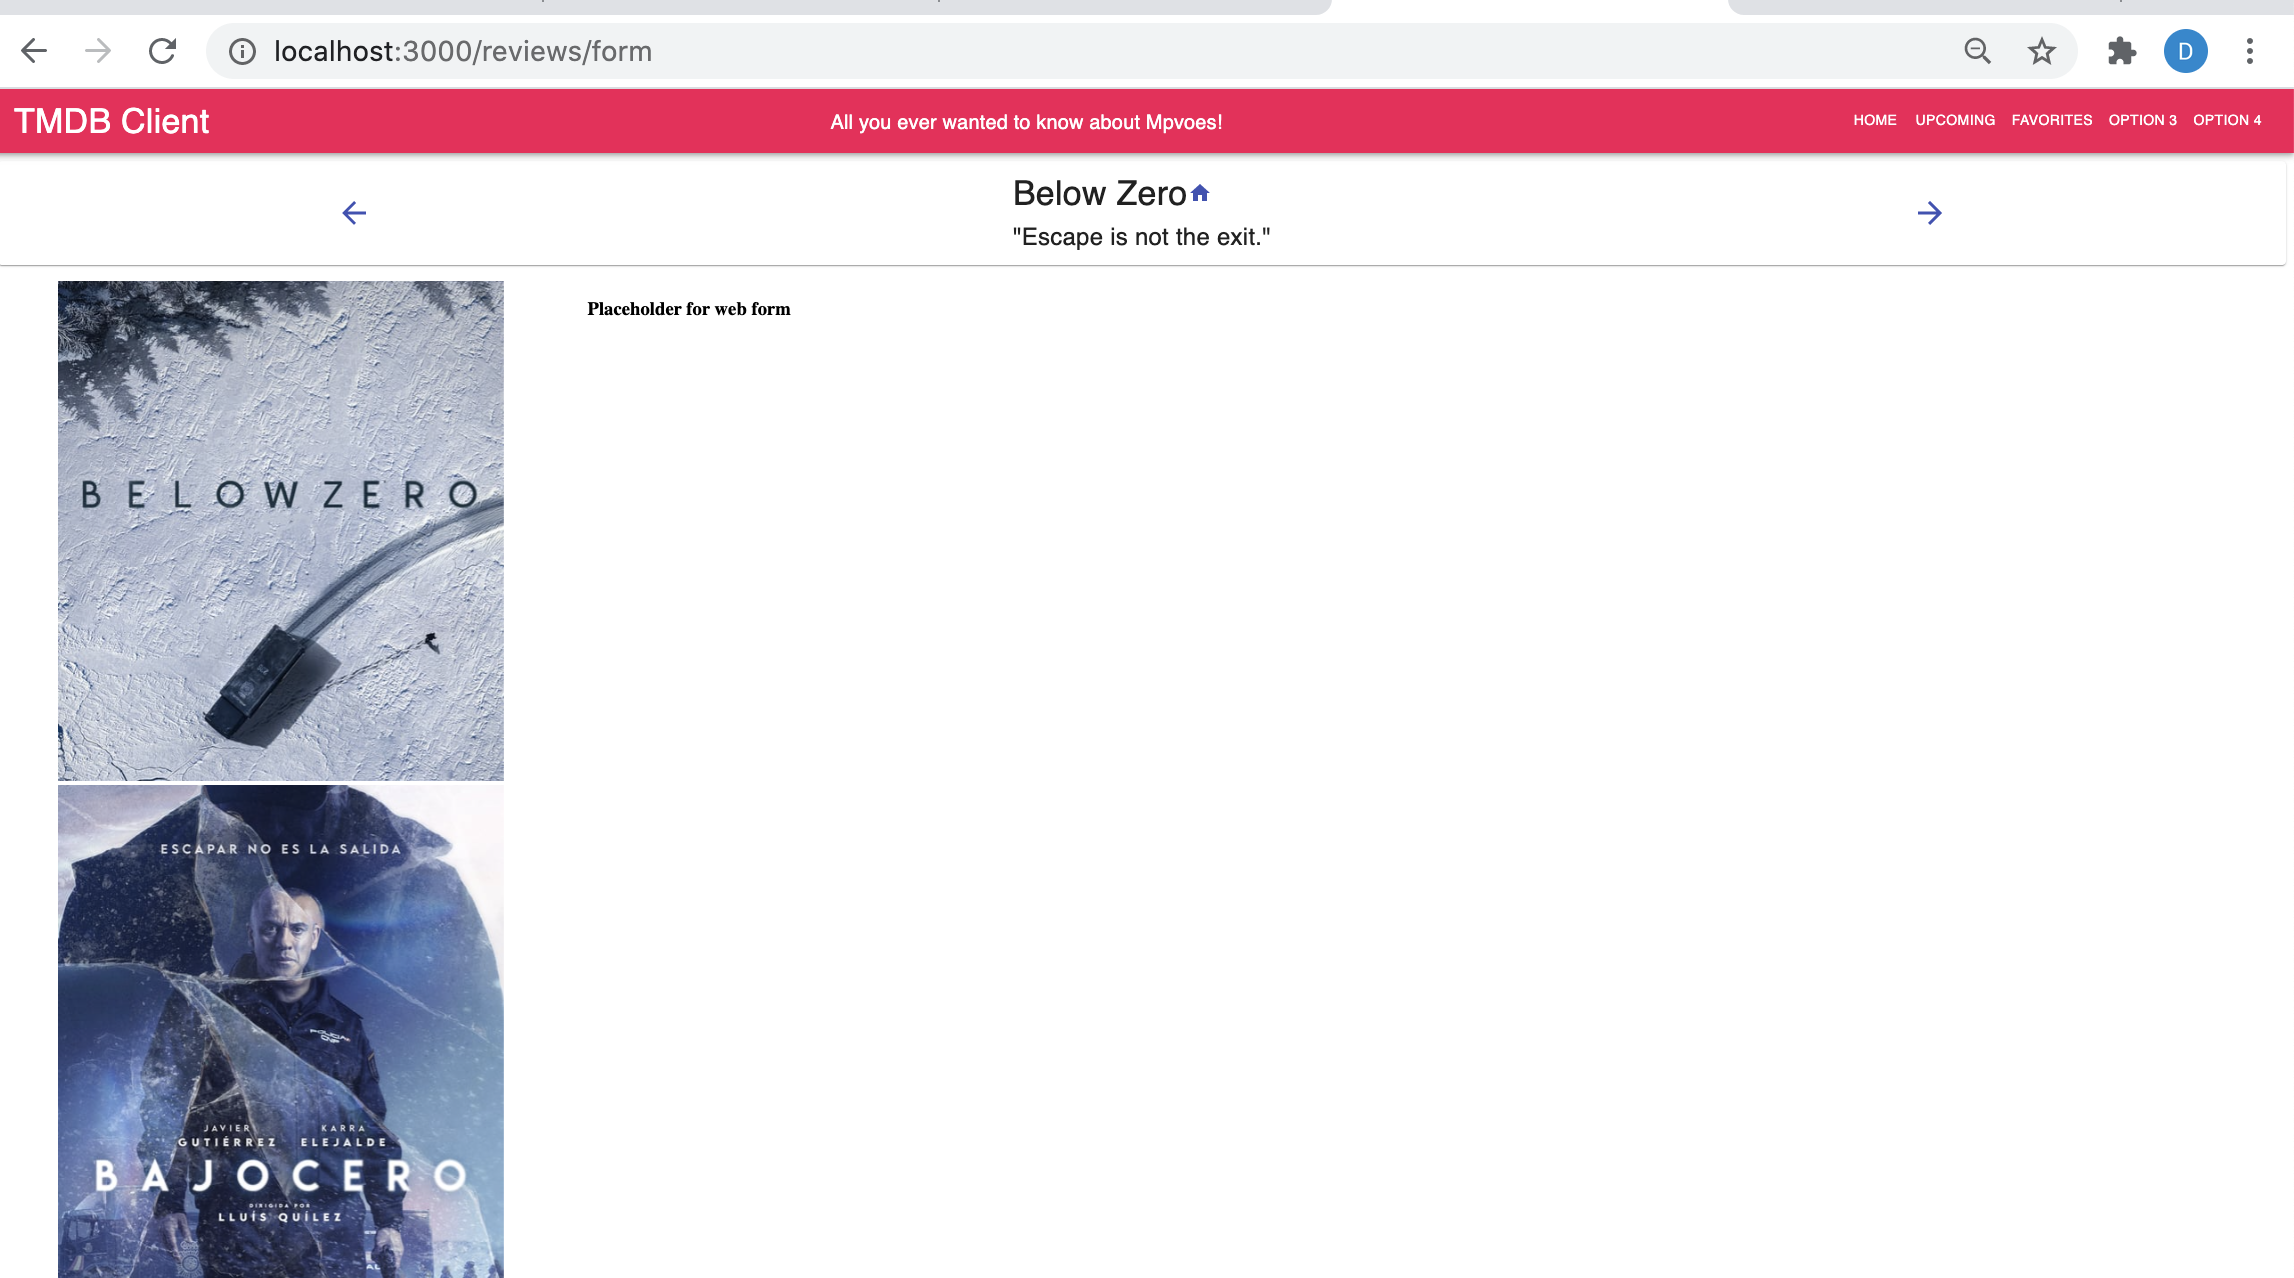 localhost:3000/reviews/form
D
TMDB Client
All you ever wanted to know about Mpvoes!
HOME UPCOMING FAVORITES OPTION 3 OPTION 4
Below Zero
"Escape is not the exit."
Placeholder for web form
BELOW ZERO
ESCAPAR NO ES LA SALIDA
JAVIER GUTIÉRREZ
KARRA ELEJALDE
BAJOCERO
DIRIGIDA POR
LLUÍS QUÍLEZ